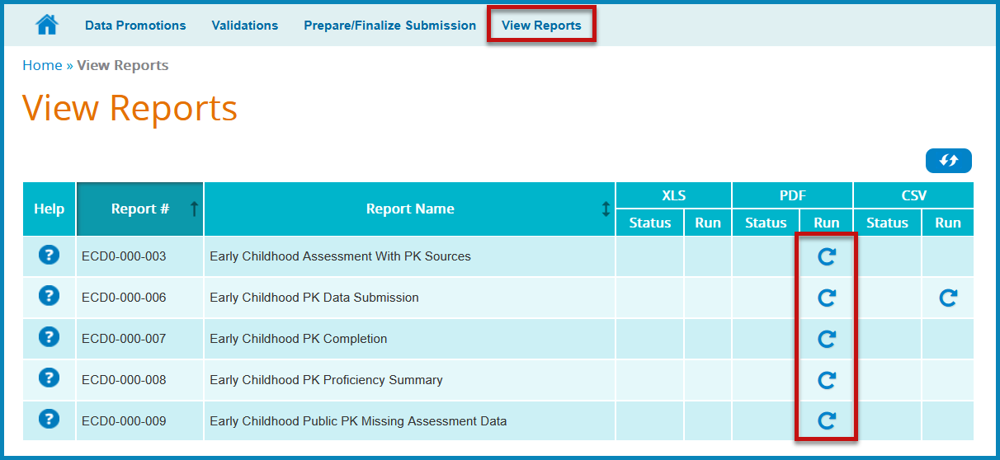 Data Promotions Validations Prepare/Finalize Submission View Reports
Home » View Reports
View Reports
Help Report # Report Name XLS PDF CSV
Status Run Status Run Status Run
? ECD0-000-003 Early Childhood Assessment With PK Sources
? ECD0-000-006 Early Childhood PK Data Submission
? ECD0-000-007 Early Childhood PK Completion
? ECD0-000-008 Early Childhood PK Proficiency Summary
? ECD0-000-009 Early Childhood Public PK Missing Assessment Data